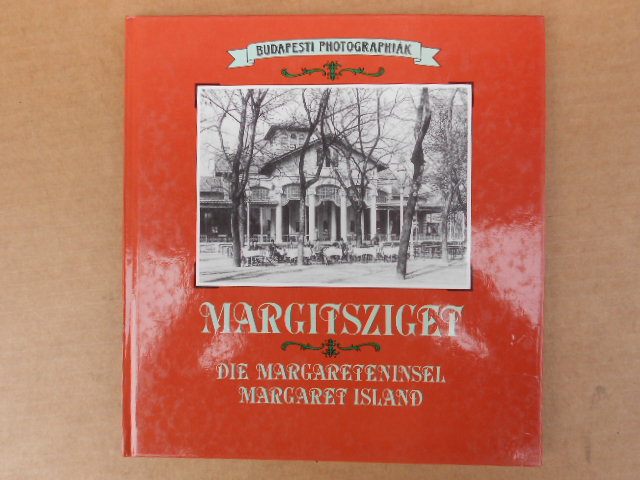 BUDAPESTI PHOTOGRAPHIÁK
MARGITSZIGET
DIE MARGARETENINSEL
MARGARET ISLAND